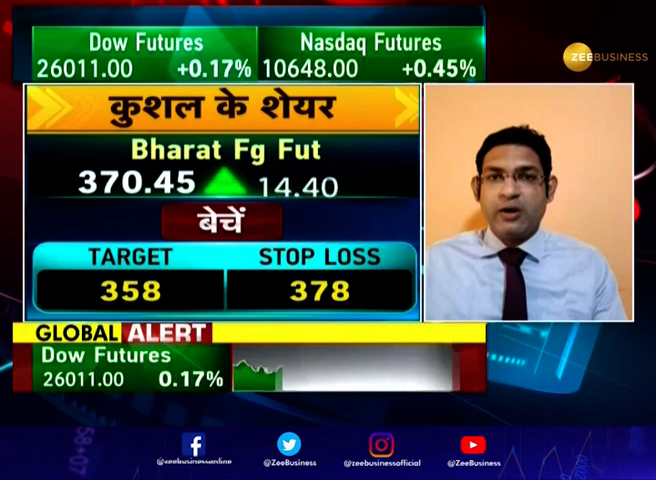 Dow Futures
26011.00 +0.17%
Nasdaq Futures
10648.00 +0.45%
ZEEBUSINESS
कुशल के शेयर
Bharat Fg Fut
370.45 14.40
बेचें
TARGET STOP LOSS
358 378
GLOBAL ALERT
Dow Futures
26011.00 0.17%
@zeebusinessonline @ZeeBusiness @zeebusinessofficial @ZeeBusiness